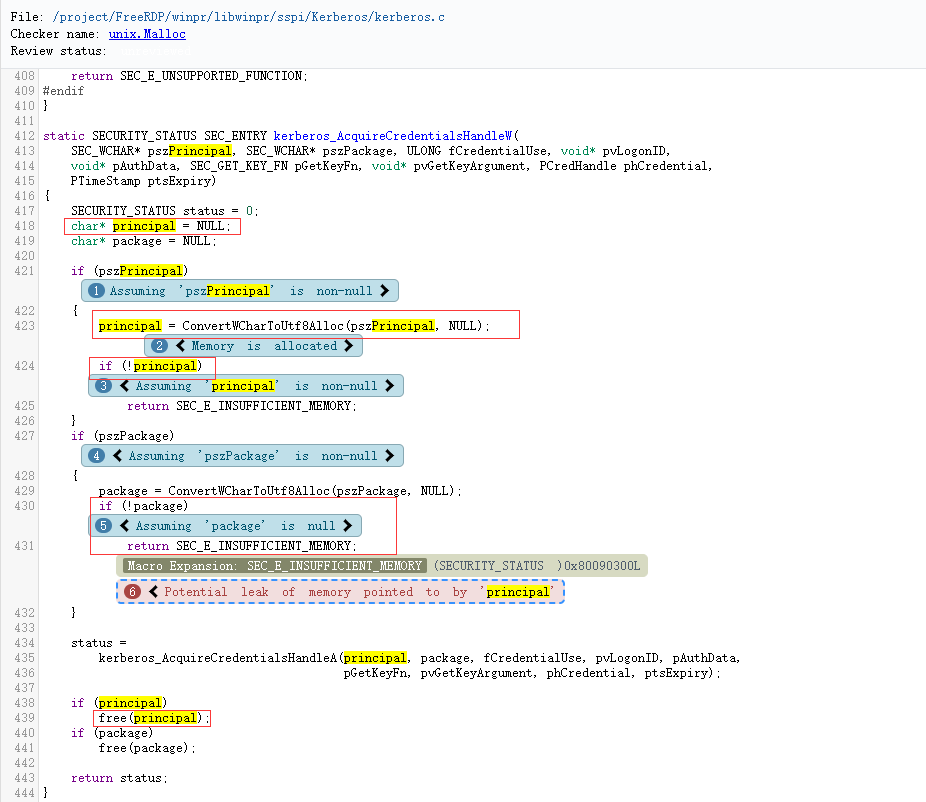 File: /project/FreeRDP/winpr/libwinpr/sspi/Kerberos/kerberos.c
Checker name: unix.Malloc
Review status:
408 return SEC_E_UNSUPPORTED_FUNCTION;
409 #endif
410 }
411
412 static SECURITY_STATUS SEC_ENTRY kerberos_AcquireCredentialsHandleW(
413 SEC_WCHAR* pszPrincipal, SEC_WCHAR* pszPackage, ULONG fCredentialUse, void* pvLogonID,
414 void* pAuthData, SEC_GET_KEY_FN pGetKeyFn, void* pvGetKeyArgument, PCredHandle phCredential,
415 PTimeStamp ptsExpiry)
416 {
417 SECURITY_STATUS status = 0;
418 char* principal = NULL;
419 char* package = NULL;
420
421 if (pszPrincipal)
1 Assuming 'pszPrincipal' is non-null >
422 {
423 principal = ConvertWCharToUtf8Alloc(pszPrincipal, NULL);
2 < Memory is allocated >
424 if (!principal)
3 < Assuming 'principal' is non-null >
425 return SEC_E_INSUFFICIENT_MEMORY;
426 }
427 if (pszPackage)
4 < Assuming 'pszPackage' is non-null >
428 {
429 package = ConvertWCharToUtf8Alloc(pszPackage, NULL);
430 if (!package)
5 < Assuming 'package' is null >
431 return SEC_E_INSUFFICIENT_MEMORY;
Macro Expansion: SEC_E_INSUFFICIENT_MEMORY (SECURITY_STATUS )0x80090300L
6 < Potential leak of memory pointed to by 'principal'
432 }
433
434 status =
435 kerberos_AcquireCredentialsHandleA(principal, package, fCredentialUse, pvLogonID, pAuthData,
436 pGetKeyFn, pvGetKeyArgument, phCredential, ptsExpiry);
437
438 if (principal)
439 free(principal);
440 if (package)
441 free(package);
442
443 return status;
444 }